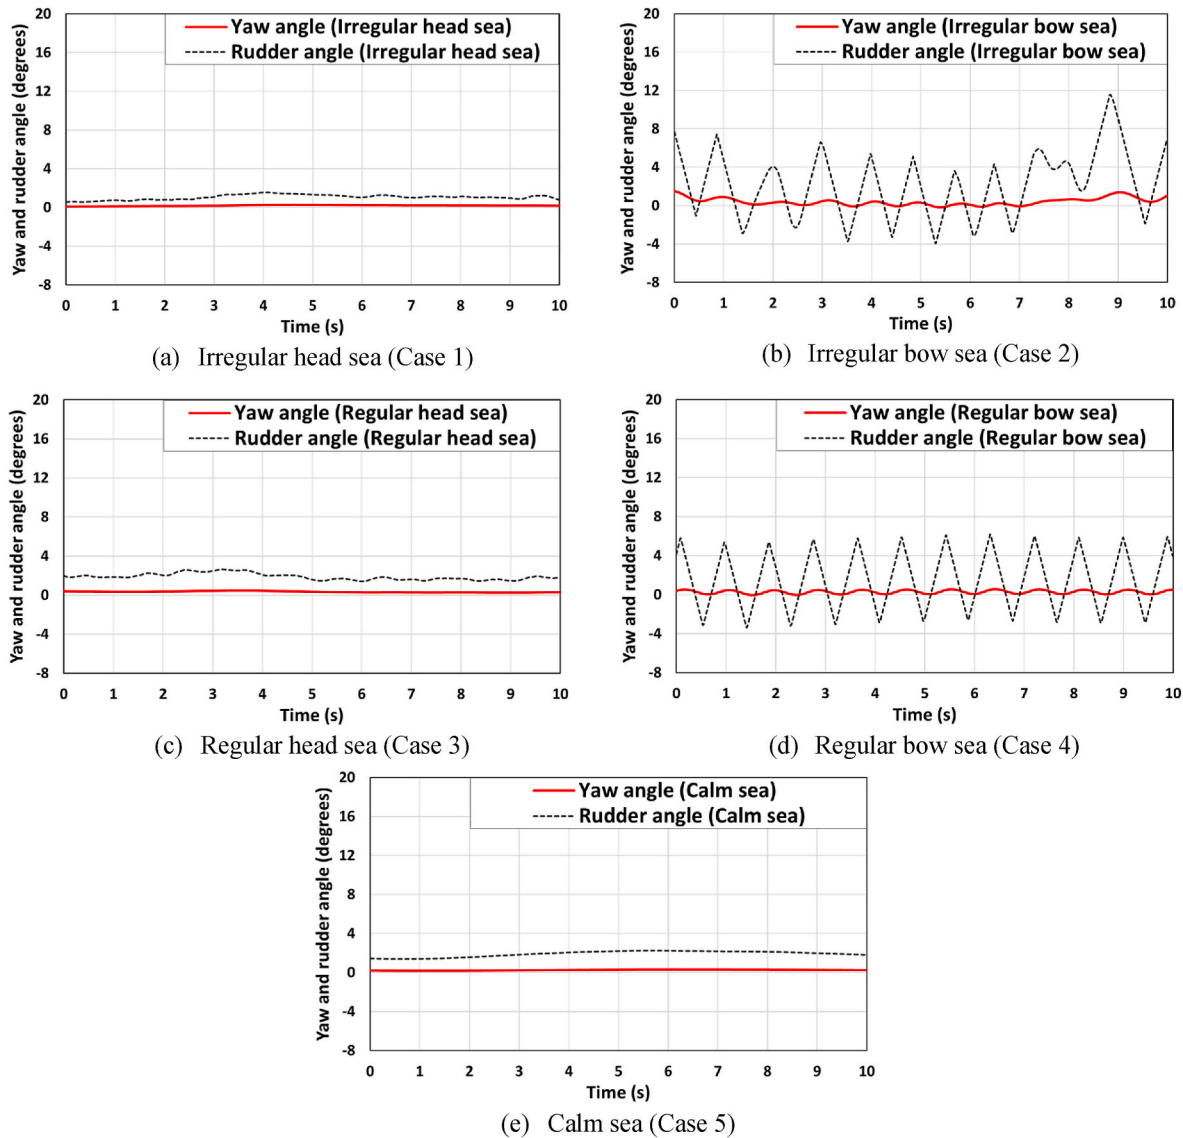 Yaw and rudder angle (degrees)
20
16
12
8
4
0
-4
-8
Yaw angle (Irregular head sea)
Rudder angle (Irregular head sea)
0 1 2 3 4 5 6 7 8 9 10
Time (s)
(a) Irregular head sea (Case 1)
Yaw and rudder angle (degrees)
20
16
12
8
4
0
-4
-8
Yaw angle (Irregular bow sea)
Rudder angle (Irregular bow sea)
0 1 2 3 4 5 6 7 8 9 10
Time (s)
(b) Irregular bow sea (Case 2)
Yaw and rudder angle (degrees)
20
16
12
8
4
0
-4
-8
Yaw angle (Regular head sea)
Rudder angle (Regular head sea)
0 1 2 3 4 5 6 7 8 9 10
Time (s)
(c) Regular head sea (Case 3)
Yaw and rudder angle (degrees)
20
16
12
8
4
0
-4
-8
Yaw angle (Regular bow sea)
Rudder angle (Regular bow sea)
0 1 2 3 4 5 6 7 8 9 10
Time (s)
(d) Regular bow sea (Case 4)
Yaw and rudder angle (degrees)
20
16
12
8
4
0
-4
-8
Yaw angle (Calm sea)
Rudder angle (Calm sea)
0 1 2 3 4 5 6 7 8 9 10
Time (s)
(e) Calm sea (Case 5)